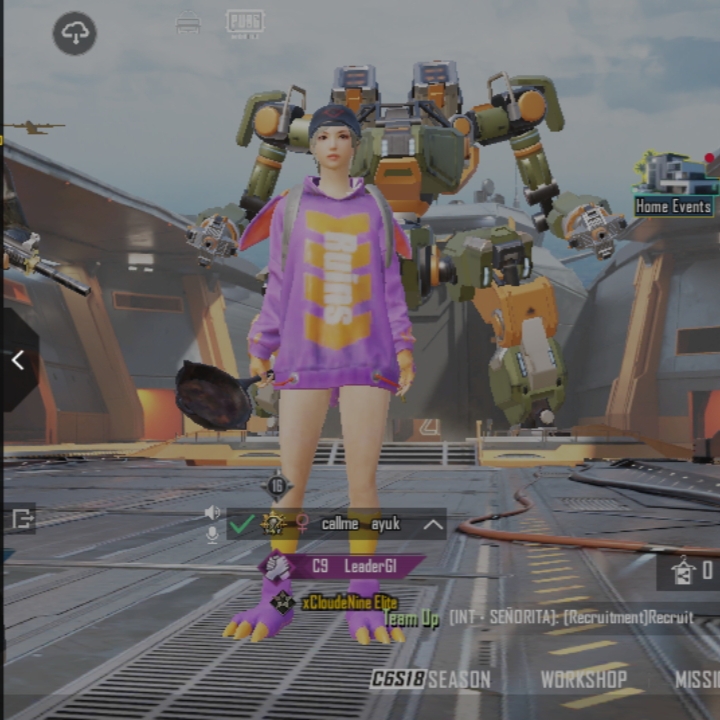 PUBG
MOBILE
Home Events
Ruins
16
callme ayuk
C9 LeaderGI
xCloudeNine Elite
Team Up [INT - SEÑORITA]: [Recruitment]Recruit
0
C6S18 SEASON
WORKSHOP
MISSI